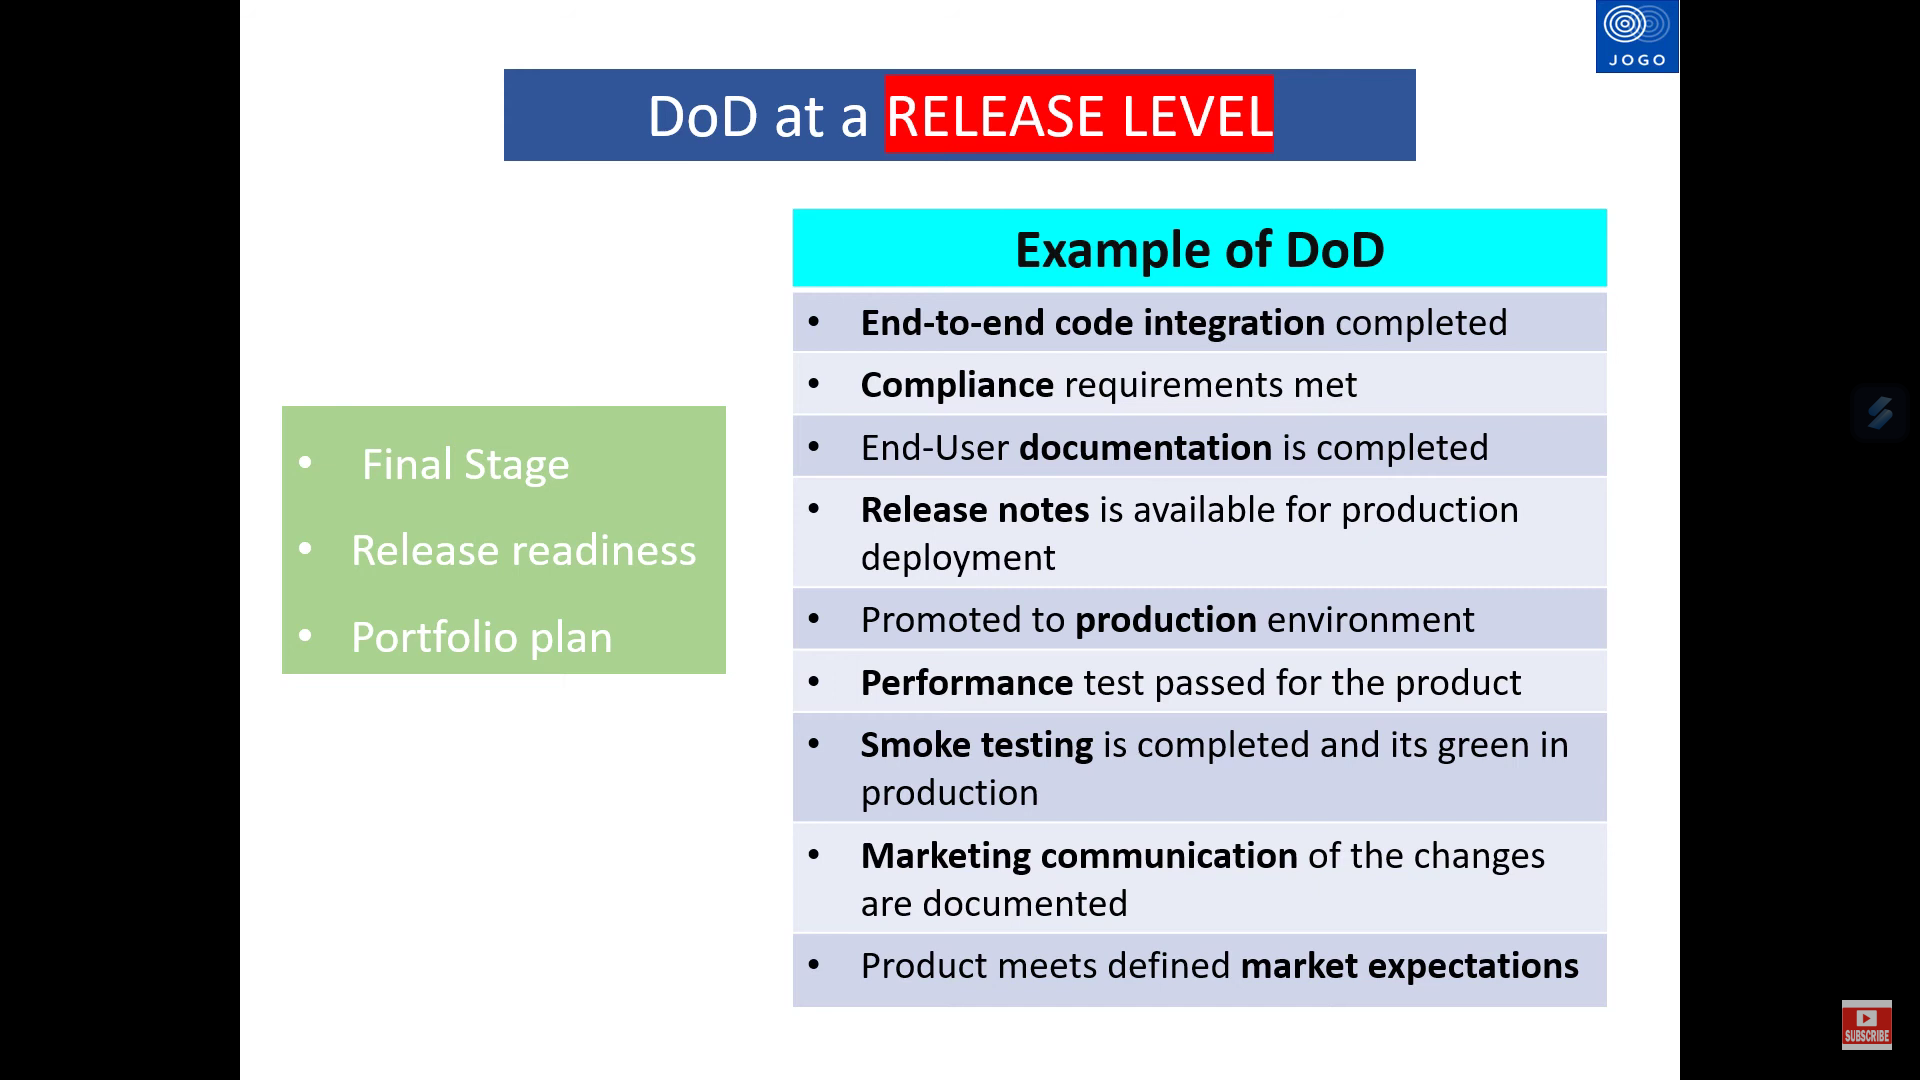 JOGO
DoD at a RELEASE LEVEL
• Final Stage
• Release readiness
• Portfolio plan
Example of DoD
• End-to-end code integration completed
• Compliance requirements met
• End-User documentation is completed
• Release notes is available for production
deployment
• Promoted to production environment
• Performance test passed for the product
• Smoke testing is completed and its green in
production
• Marketing communication of the changes
are documented
• Product meets defined market expectations
SUBSCRIBE